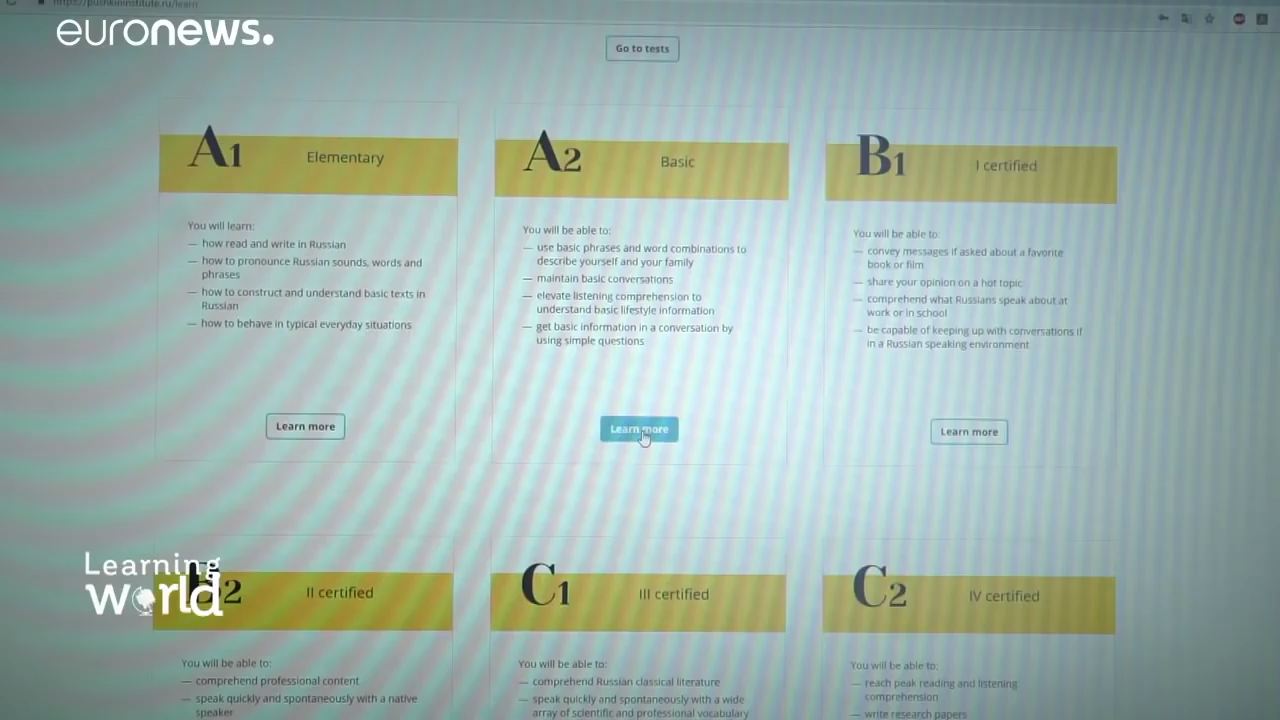 https://pushkininstitute.ru/learn
euronews.
Go to tests
A1 Elementary
You will learn:
— how read and write in Russian
— how to pronounce Russian sounds, words and
phrases
— how to construct and understand basic texts in
Russian
— how to behave in typical everyday situations
Learn more
A2 Basic
You will be able to:
— use basic phrases and word combinations to
describe yourself and your family
— maintain basic conversations
— elevate listening comprehension to
understand basic lifestyle information
— get basic information in a conversation by
using simple questions
Learn more
B1 I certified
You will be able to:
— convey messages if asked about a favorite
book or film
— share your opinion on a hot topic
— comprehend what Russians speak about at
work or in school
— be capable of keeping up with conversations if
in a Russian speaking environment
Learn more
Learning
world
B2 II certified
You will be able to:
— comprehend professional content
— speak quickly and spontaneously with a native
speaker
C1 III certified
You will be able to:
— comprehend Russian classical literature
— speak quickly and spontaneously with a wide
array of scientific and professional vocabulary
C2 IV certified
You will be able to:
— reach peak reading and listening
comprehension
— write research papers